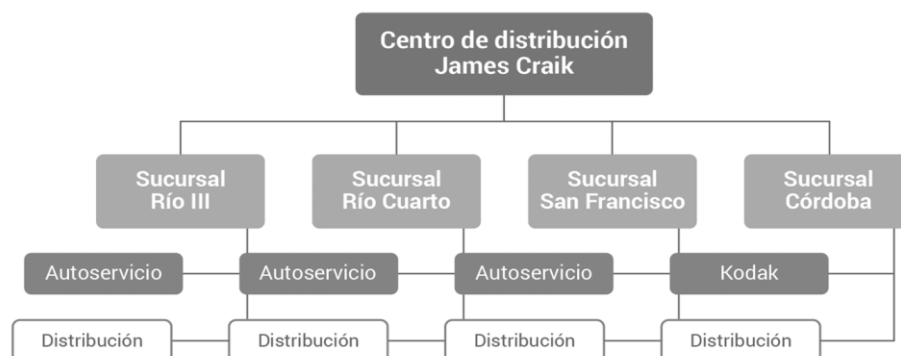 Centro de distribución
James Craik
Sucursal
Río III
Sucursal
Río Cuarto
Sucursal
San Francisco
Sucursal
Córdoba
Autoservicio
Autoservicio
Autoservicio
Kodak
Distribución
Distribución
Distribución
Distribución